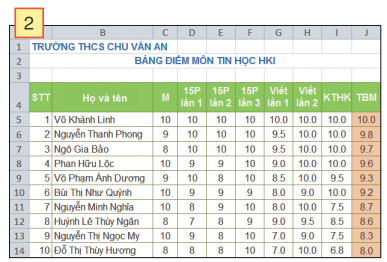 2
B C D E F G H I J
1 TRƯỜNG THCS CHU VĂN AN
2 BẢNG ĐIỂM MÔN TIN HỌC HKI
3
4 STT Họ và tên M 15P lần 1 15P lần 2 15P lần 3 Viết lần 1 Viết lần 2 KTHK TBM
5 1 Võ Khánh Linh 10 10 10 10 10.0 10.0 10.0 10.0
6 2 Nguyễn Thanh Phong 9 10 10 10 9.5 10.0 10.0 9.8
7 3 Ngô Gia Bảo 8 10 10 10 9.5 10.0 10.0 9.7
8 4 Phan Hữu Lộc 10 9 9 10 9.0 10.0 10.0 9.6
9 5 Võ Phạm Ánh Dương 9 10 8 10 8.5 10.0 9.5 9.3
10 6 Bùi Thị Như Quỳnh 10 9 9 9 8.0 9.0 10.0 9.2
11 7 Nguyễn Minh Nghĩa 10 8 9 10 8.0 10.0 7.5 8.7
12 8 Huỳnh Lê Thùy Ngân 8 7 8 9 9.0 9.5 8.5 8.6
13 9 Nguyễn Thị Ngọc My 10 9 8 10 7.0 9.0 7.5 8.3
14 10 Đỗ Thị Thùy Hương 8 8 8 10 7.0 10.0 6.8 8.0